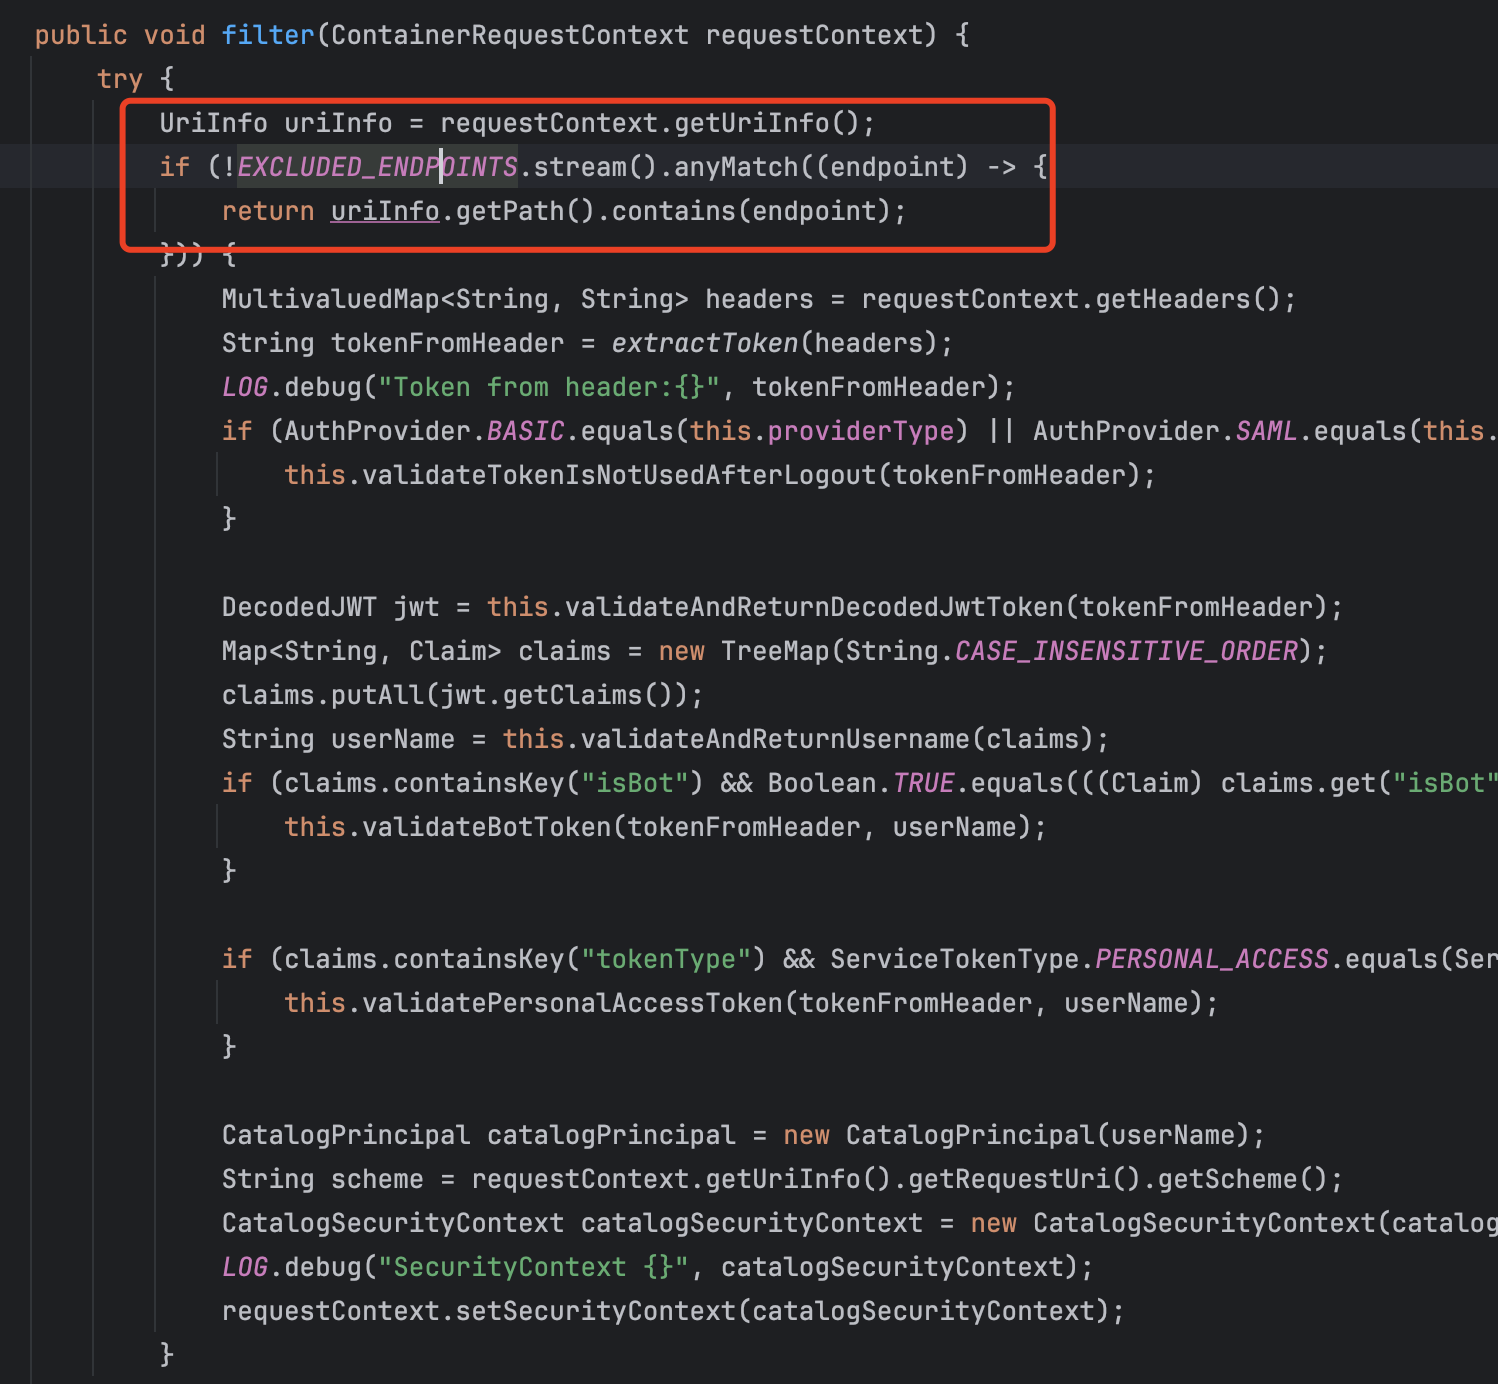 public void filter(ContainerRequestContext requestContext) {
try {
UriInfo uriInfo = requestContext.getUriInfo();
if (!EXCLUDED_ENDPOINTS.stream().anyMatch((endpoint) -> {
return uriInfo.getPath().contains(endpoint);
})) {
MultivaluedMap<String, String> headers = requestContext.getHeaders();
String tokenFromHeader = extractToken(headers);
LOG.debug("Token from header:{}", tokenFromHeader);
if (AuthProvider.BASIC.equals(this.providerType) || AuthProvider.SAML.equals(this.
this.validateTokenIsNotUsedAfterLogout(tokenFromHeader);
}
DecodedJWT jwt = this.validateAndReturnDecodedJwtToken(tokenFromHeader);
Map<String, Claim> claims = new TreeMap(String.CASE_INSENSITIVE_ORDER);
claims.putAll(jwt.getClaims());
String userName = this.validateAndReturnUsername(claims);
if (claims.containsKey("isBot") && Boolean.TRUE.equals(((Claim) claims.get("isBot"
this.validateBotToken(tokenFromHeader, userName);
}
if (claims.containsKey("tokenType") && ServiceTokenType.PERSONAL_ACCESS.equals(Ser
this.validatePersonalAccessToken(tokenFromHeader, userName);
}
CatalogPrincipal catalogPrincipal = new CatalogPrincipal(userName);
String scheme = requestContext.getUriInfo().getRequestUri().getScheme();
CatalogSecurityContext catalogSecurityContext = new CatalogSecurityContext(catalog
LOG.debug("SecurityContext {}", catalogSecurityContext);
requestContext.setSecurityContext(catalogSecurityContext);
}